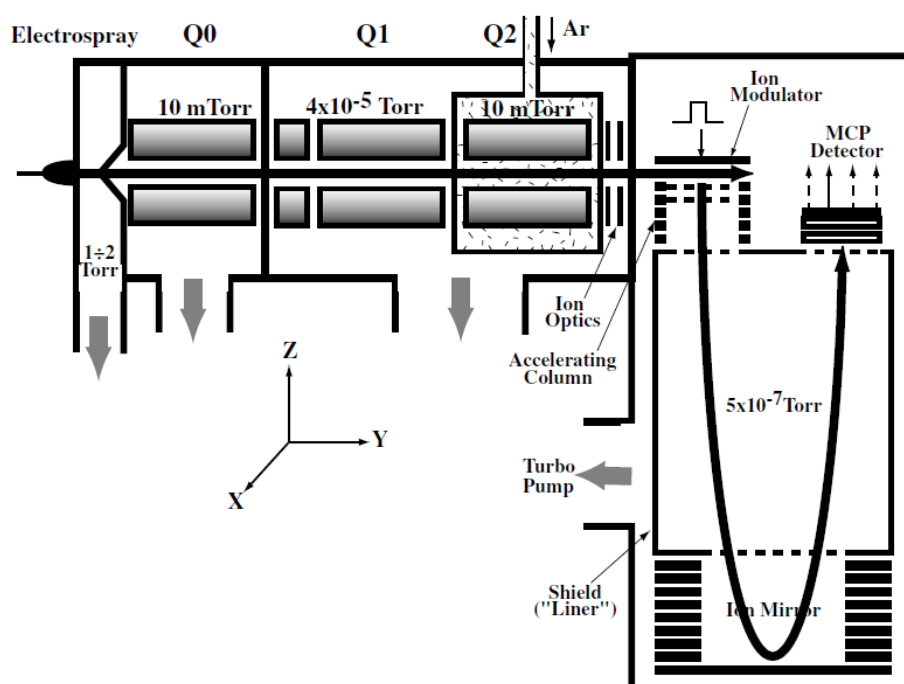 Electrospray
Q0
Q1
Q2
Ar
10 mTorr
4x10-5 Torr
10 mTorr
Ion
Modulator
MCP
Detector
1÷2
Torr
Ion
Optics
Accelerating
Column
5x10-7Torr
Z
Y
X
Turbo
Pump
Shield
("Liner")
Ion Mirror